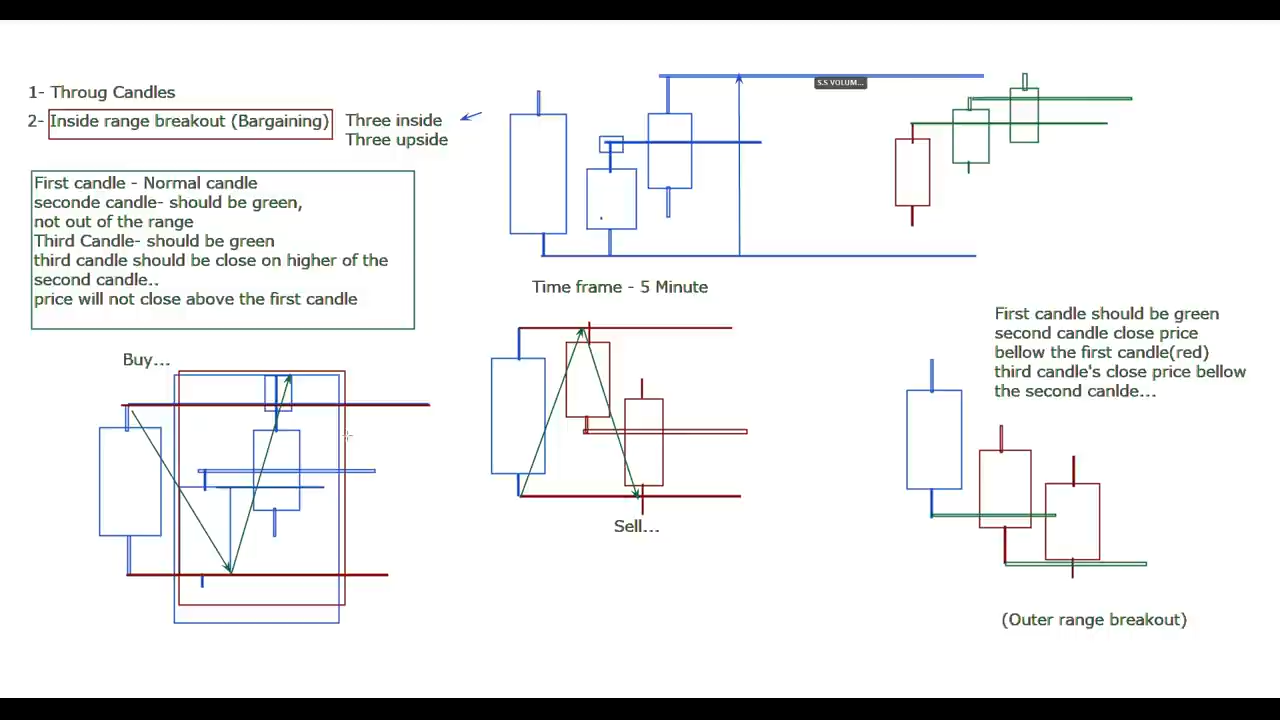 1- Throug Candles
2- Inside range breakout (Bargaining)
Three inside
Three upside
First candle - Normal candle
seconde candle- should be green,
not out of the range
Third Candle- should be green
third candle should be close on higher of the
second candle..
price will not close above the first candle
Buy...
S.S VOLUM...
Time frame - 5 Minute
Sell...
First candle should be green
second candle close price
bellow the first candle(red)
third candle's close price bellow
the second canlde...
(Outer range breakout)